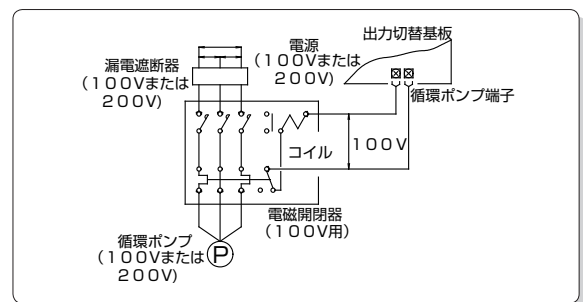 出力切替基板
電源
(100Vまたは
200V)
漏電遮断器
(100Vまたは
200V)
循環ポンプ端子
コイル
100V
電磁開閉器
(100V用)
循環ポンプ
(100Vまたは
200V)
P